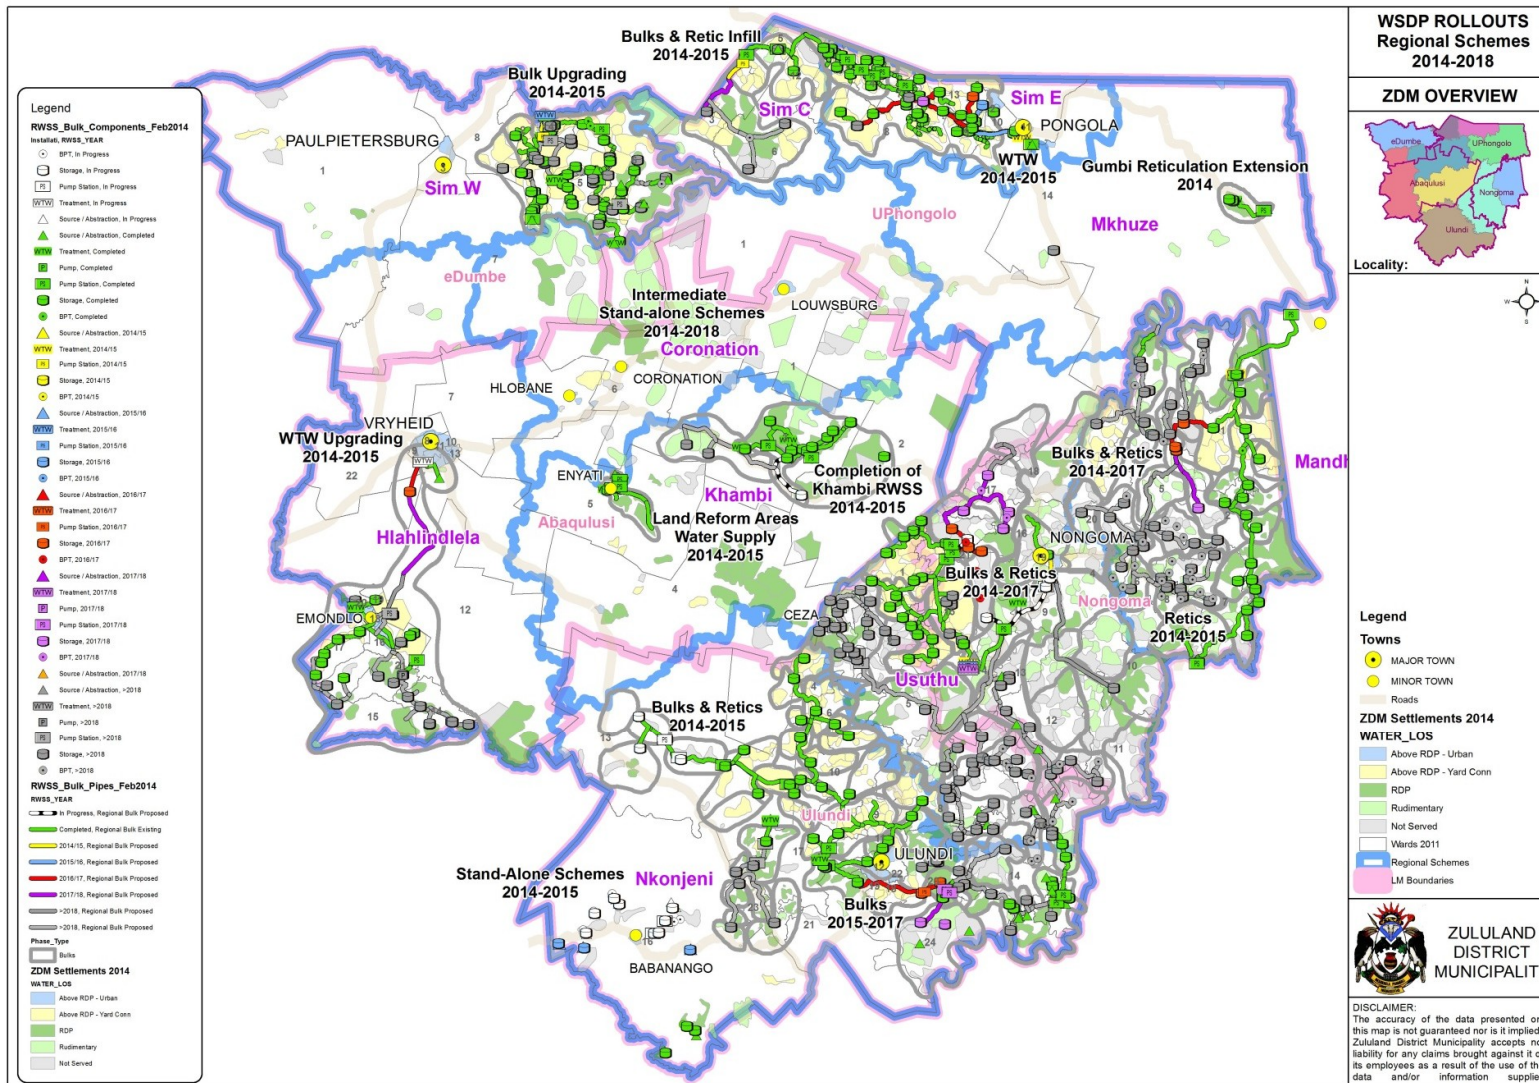 WSDP ROLLOUTS
Regional Schemes
2014-2018
ZDM OVERVIEW
eDumbe
UPhongolo
Abaqulusi
Nongoma
Ulundi
Locality:
N
W
S
Legend
Towns
MAJOR TOWN
MINOR TOWN
Roads
ZDM Settlements 2014
WATER_LOS
Above RDP - Urban
Above RDP - Yard Conn
RDP
Rudimentary
Not Served
Wards 2011
Regional Schemes
LM Boundaries
ZULULAND
DISTRICT
MUNICIPALIT
DISCLAIMER:
The accuracy of the data presented on
this map is not guaranteed nor is it implied.
Zululand District Municipality accepts no
liability for any claims brought against it o
its employees as a result of the use of th
data and/or information supplie
Legend
RWSS_Bulk_Components_Feb2014
Installati, RWSS_YEAR
BPT, In Progress
Storage, In Progress
Pump Station, In Progress
Treatment, In Progress
Source / Abstraction, In Progress
Source / Abstraction, Completed
Treatment, Completed
Pump, Completed
Pump Station, Completed
Storage, Completed
BPT, Completed
Source / Abstraction, 2014/15
Treatment, 2014/15
Pump Station, 2014/15
Storage, 2014/15
BPT, 2014/15
Source / Abstraction, 2015/16
Treatment, 2015/16
Pump Station, 2015/16
Storage, 2015/16
BPT, 2015/16
Source / Abstraction, 2016/17
Treatment, 2016/17
Pump Station, 2016/17
Storage, 2016/17
BPT, 2016/17
Source / Abstraction, 2017/18
Treatment, 2017/18
Pump, 2017/18
Pump Station, 2017/18
Storage, 2017/18
BPT, 2017/18
Source / Abstraction, 2017/18
Source / Abstraction, >2018
Treatment, >2018
Pump, >2018
Pump Station, >2018
Storage, >2018
BPT, >2018
RWSS_Bulk_Pipes_Feb2014
RWSS_YEAR
In Progress, Regional Bulk Proposed
Completed, Regional Bulk Existing
2014/15, Regional Bulk Proposed
2015/16, Regional Bulk Proposed
2016/17, Regional Bulk Proposed
2017/18, Regional Bulk Proposed
>2018, Regional Bulk Proposed
>2018, Regional Bulk Proposed
Phase_Type
Bulks
ZDM Settlements 2014
WATER_LOS
Above RDP - Urban
Above RDP - Yard Conn
RDP
Rudimentary
Not Served
Bulks & Retic Infill
2014-2015
Bulk Upgrading
2014-2015
PAULPIETERSBURG
Sim W
Sim C
Sim E
PONGOLA
WTW
2014-2015
Gumbi Reticulation Extension
2014
UPhongolo
Mkhuze
eDumbe
Intermediate
Stand-alone Schemes
2014-2018
Coronation
LOUWSBURG
HLOBANE
CORONATION
VRYHEID
WTW Upgrading
2014-2015
ENYATI
Khambi
Completion of
Khambi RWSS
2014-2015
Abaqulusi
Land Reform Areas
Water Supply
2014-2015
Hlahlindlela
Bulks & Retics
2014-2017
Mandh
NONGOMA
Bulks & Retics
2014-2017
Nongoma
CEZA
EMONDLO
Retics
2014-2015
Usuthu
Bulks & Retics
2014-2015
Ulundi
ULUNDI
Stand-Alone Schemes
2014-2015
Nkonjeni
Bulks
2015-2017
BABANANGO